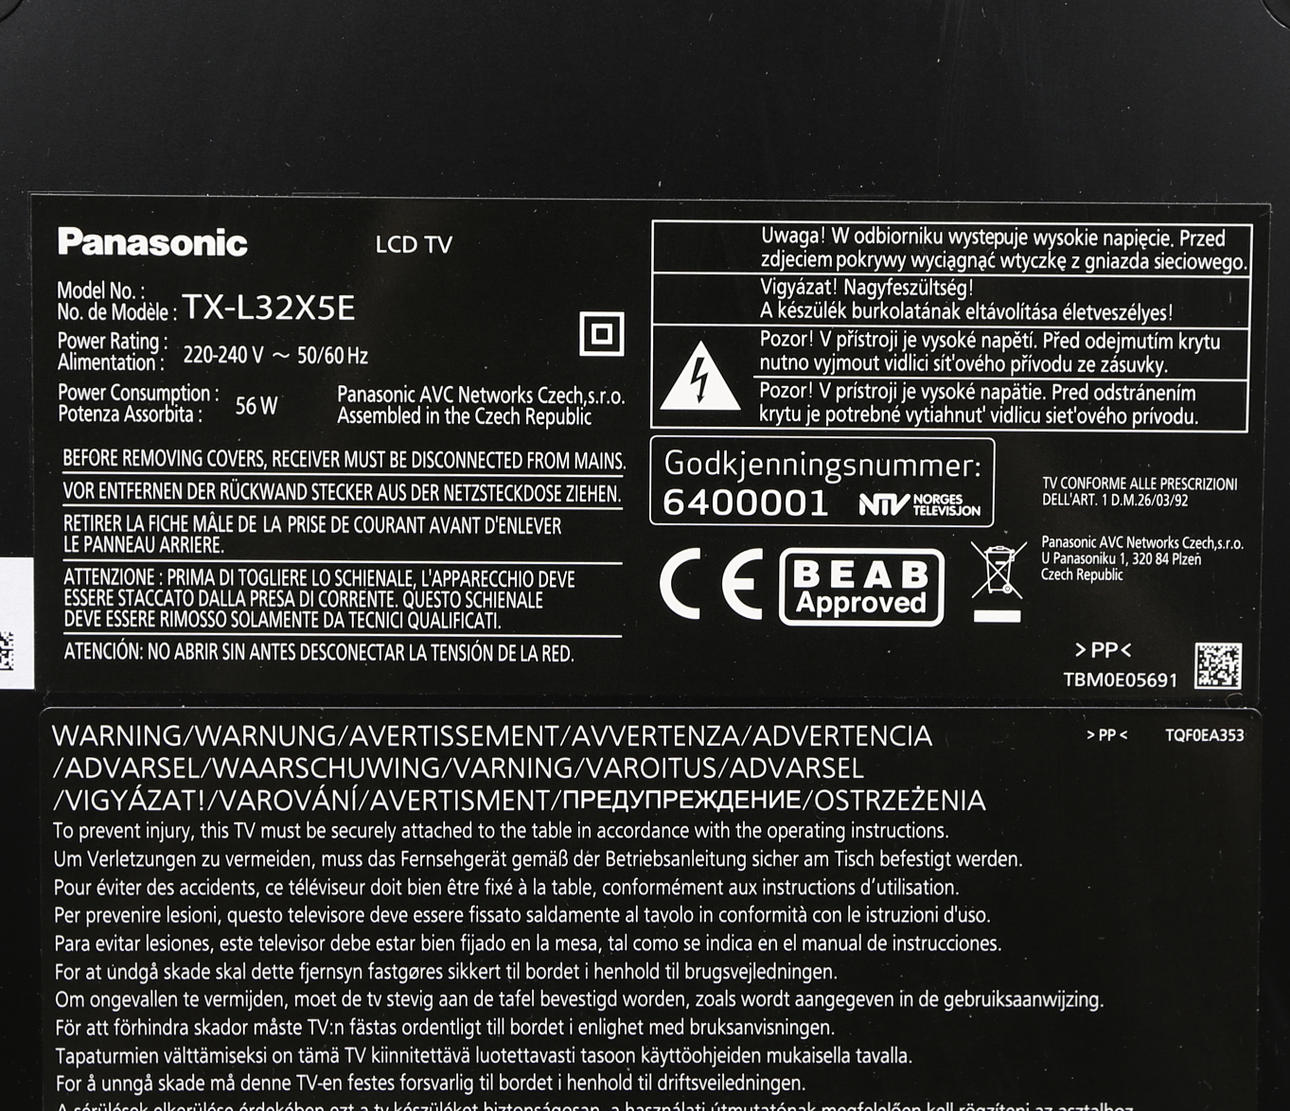 Panasonic
LCD TV
Model No. :
No. de Modèle : TX-L32X5E
Power Rating :
Alimentation : 220-240 V ~ 50/60 Hz
Power Consumption :
Potenza Assorbita : 56 W
Panasonic AVC Networks Czech,s.r.o.
Assembled in the Czech Republic
BEFORE REMOVING COVERS, RECEIVER MUST BE DISCONNECTED FROM MAINS.
VOR ENTFERNEN DER RÜCKWAND STECKER AUS DER NETZSTECKDOSE ZIEHEN.
RETIRER LA FICHE MÂLE DE LA PRISE DE COURANT AVANT D'ENLEVER
LE PANNEAU ARRIERE.
ATTENZIONE : PRIMA DI TOGLIERE LO SCHIENALE, L'APPARECCHIO DEVE
ESSERE STACCATO DALLA PRESA DI CORRENTE. QUESTO SCHIENALE
DEVE ESSERE RIMOSSO SOLAMENTE DA TECNICI QUALIFICATI.
ATENCIÓN: NO ABRIR SIN ANTES DESCONECTAR LA TENSIÓN DE LA RED.
Uwaga! W odbiorniku wystepuje wysokie napięcie. Przed
zdjeciem pokrywy wyciągnąć wtyczkę z gniazda sieciowego.
Vigyázat! Nagyfeszültség!
A készülék burkolatának eltávolítása életveszélyes!
Pozor! V přístroji je vysoké napětí. Před odejmutím krytu
nutno vyjmout vidlici sít'ového přívodu ze zásuvky.
Pozor! V prístroji je vysoké napätie. Pred odstránením
krytu je potrebné vytiahnut' vidlicu siet'ového prívodu.
Godkjenningsnummer:
6400001 NTV NORGES
TELEVISJON
TV CONFORME ALLE PRESCRIZIONI
DELL'ART. 1 D.M.26/03/92
CE
BEAB
Approved
Panasonic AVC Networks Czech,s.r.o.
U Panasoniku 1, 320 84 Plzeň
Czech Republic
>PP<
TBM0E05691
WARNING/WARNUNG/AVERTISSEMENT/AVVERTENZA/ADVERTENCIA
/ADVARSEL/WAARSCHUWING/VARNING/VAROITUS/ADVARSEL
/VIGYÁZAT!/VAROVÁNÍ/AVERTISMENT/ПРЕДУПРЕЖДЕНИЕ/OSTRZEŻENIA
>PP< TQF0EA353
To prevent injury, this TV must be securely attached to the table in accordance with the operating instructions.
Um Verletzungen zu vermeiden, muss das Fernsehgerät gemäß der Betriebsanleitung sicher am Tisch befestigt werden.
Pour éviter des accidents, ce téléviseur doit bien être fixé à la table, conformément aux instructions d'utilisation.
Per prevenire lesioni, questo televisore deve essere fissato saldamente al tavolo in conformità con le istruzioni d'uso.
Para evitar lesiones, este televisor debe estar bien fijado en la mesa, tal como se indica en el manual de instrucciones.
For at undgå skade skal dette fjernsyn fastgøres sikkert til bordet i henhold til brugsvejledningen.
Om ongevallen te vermijden, moet de tv stevig aan de tafel bevestigd worden, zoals wordt aangegeven in de gebruiksaanwijzing.
För att förhindra skador måste TV:n fästas ordentligt till bordet i enlighet med bruksanvisningen.
Tapaturmien välttämiseksi on tämä TV kiinnitettävä luotettavasti tasoon käyttöohjeiden mukaisella tavalla.
For å unngå skade må denne TV-en festes forsvarlig til bordet i henhold til driftsveiledningen.
A sérülések elkerülése érdekében ezt a tv készüléket biztonságosan, a használati útmutatónak megfelelően kell rögzíteni az asztalhoz.